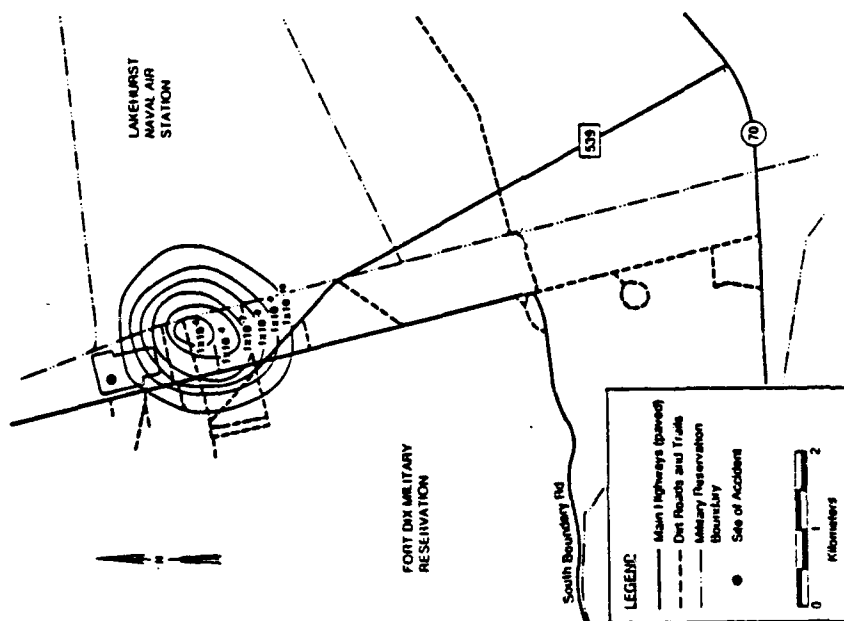 LAKEHURST
NAVAL AIR
STATION
539
70
N
FORT DIX MILITARY
RESERVATION
South Boundary Rd
LEGEND
Main Highways (paved)
Dirt Roads and Trails
Military Reservation
Boundary
Site of Accident
0 1 2
Kilometers